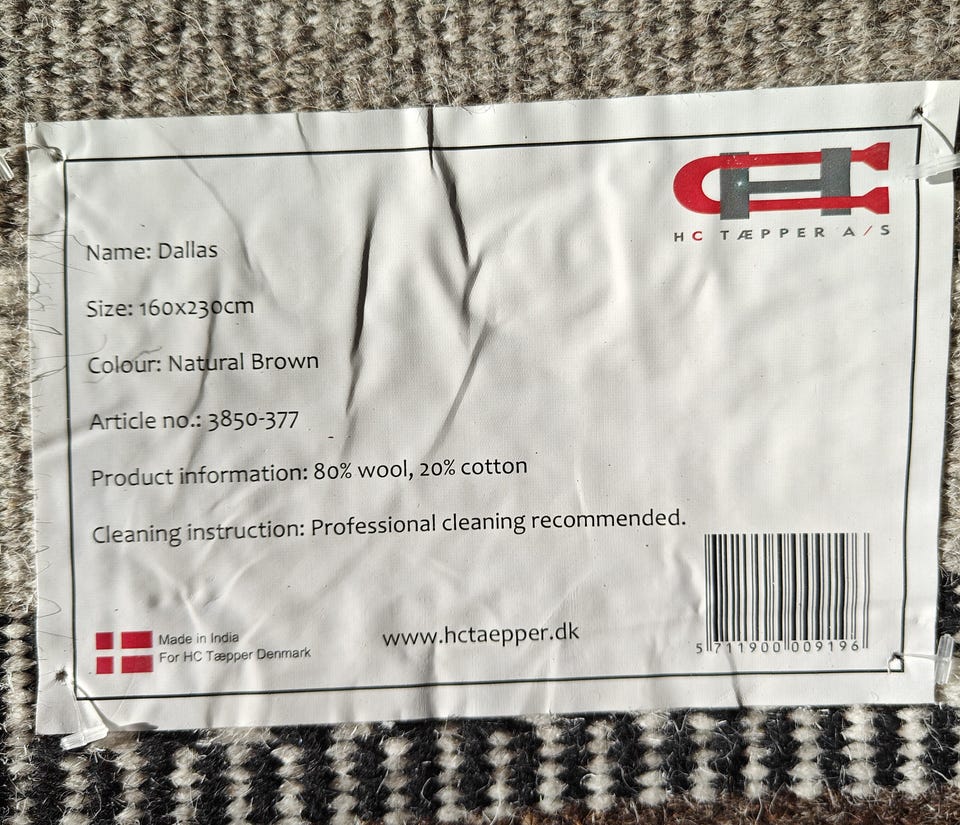 HC TÆPPER A/S
Name: Dallas
Size: 160x230cm
Colour: Natural Brown
Article no.: 3850-377
Product information: 80% wool, 20% cotton
Cleaning instruction: Professional cleaning recommended.
Made in India
For HC Tæpper Denmark
www.hctaepper.dk
5 711900 009196